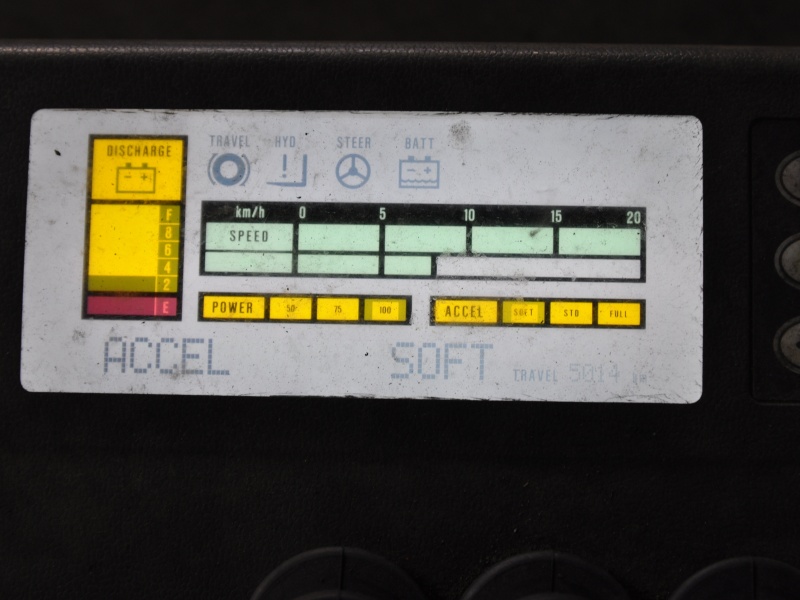 DISCHARGE TRAVEL HYD STEER BATT
F
8
6
4
2
E
km/h 0 5 10 15 20
SPEED
POWER 50 75 100 ACCEL SOFT STD FULL
ACCEL SOFT TRAVEL 5014